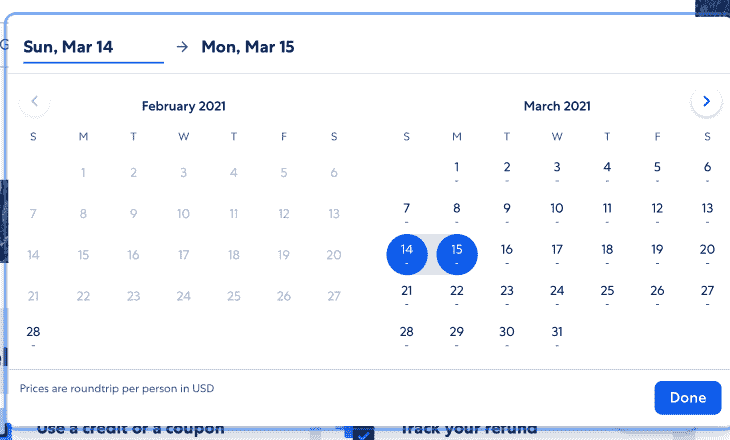 Sun, Mar 14 → Mon, Mar 15
February 2021
S M T W T F S
1 2 3 4 5 6
7 8 9 10 11 12 13
14 15 16 17 18 19 20
21 22 23 24 25 26 27
28
-
March 2021
S M T W T F S
1 2 3 4 5 6
- - - - - -
7 8 9 10 11 12 13
- - - - - - -
14 15 16 17 18 19 20
- - - - - - -
21 22 23 24 25 26 27
- - - - - - -
28 29 30 31
- - - -
Prices are roundtrip per person in USD
Done
Use a credit or a coupon
Track your refund